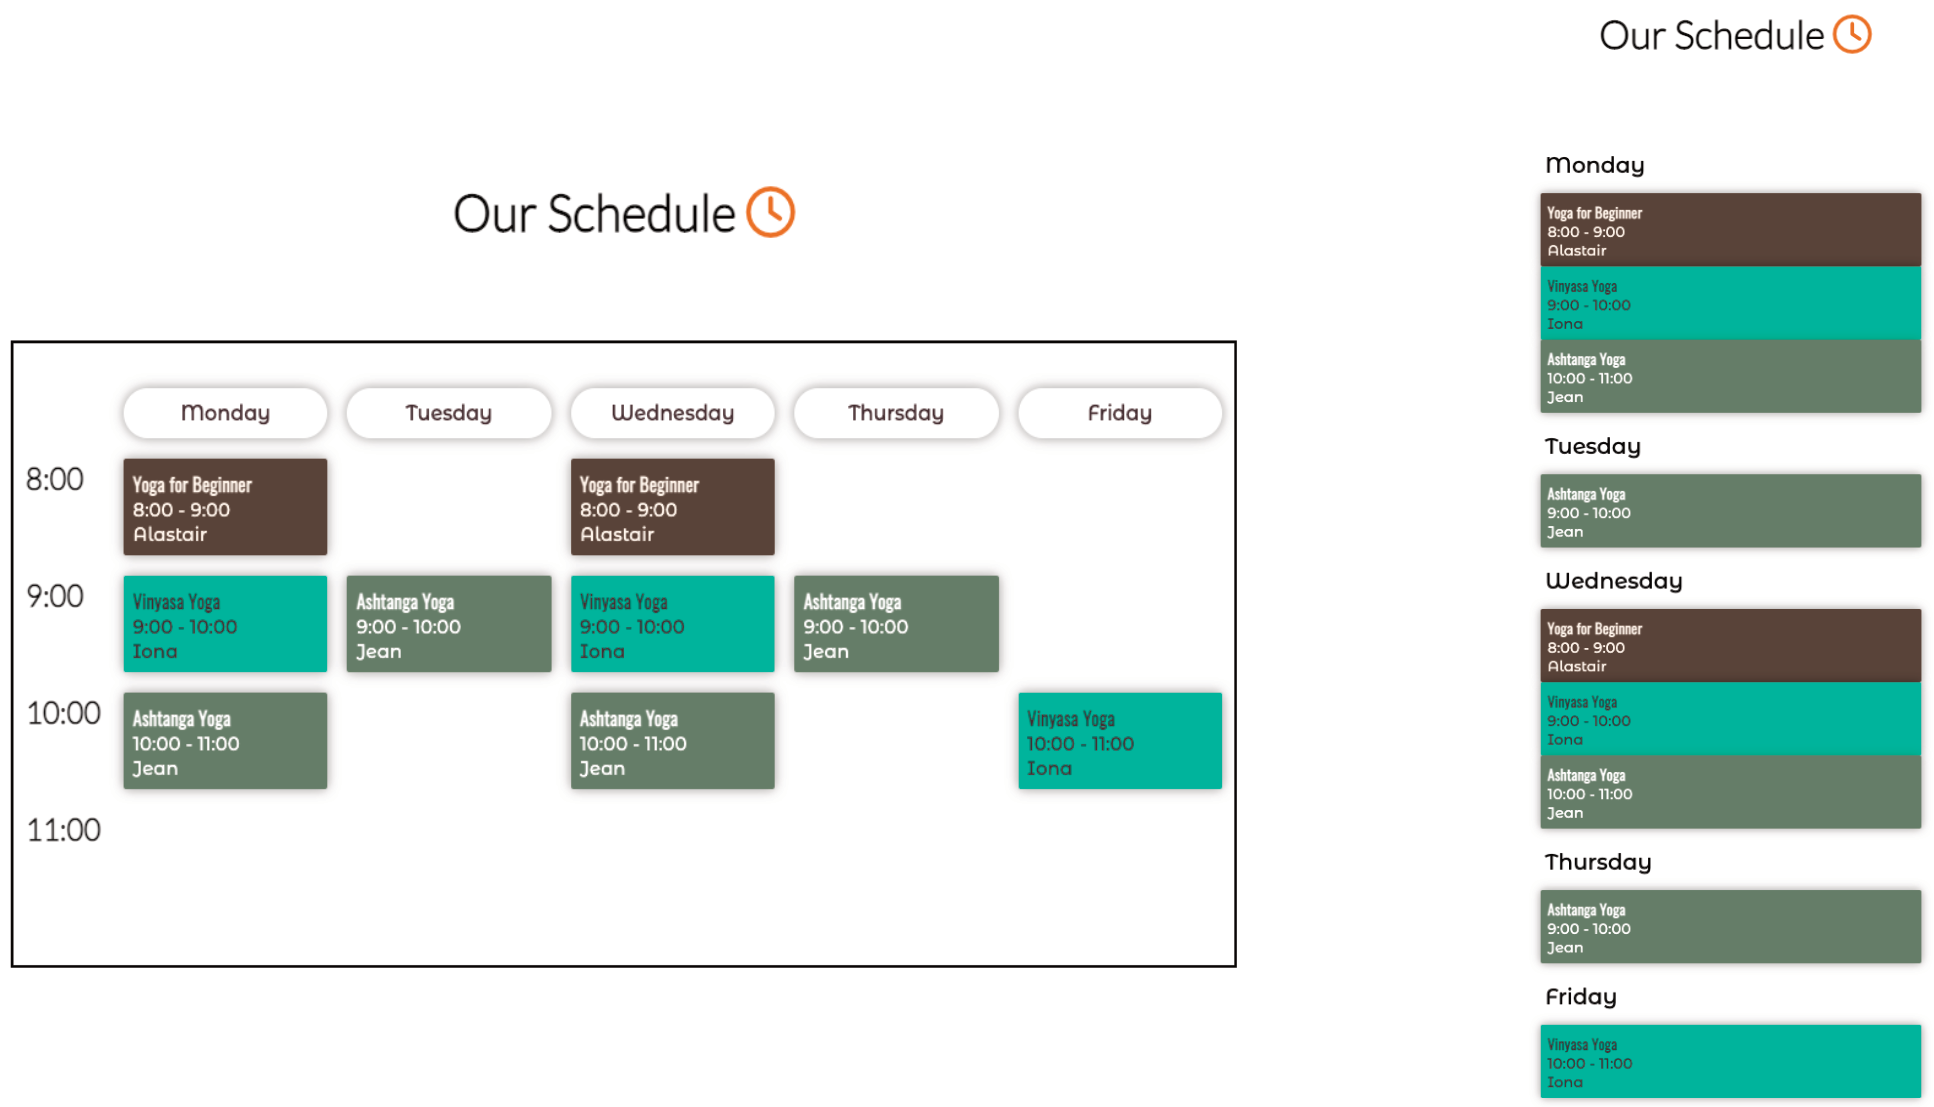 Our Schedule
Monday
Tuesday
Wednesday
Thursday
Friday
8:00
Yoga for Beginner
8:00 - 9:00
Alastair
Yoga for Beginner
8:00 - 9:00
Alastair
9:00
Vinyasa Yoga
9:00 - 10:00
Iona
Ashtanga Yoga
9:00 - 10:00
Jean
Vinyasa Yoga
9:00 - 10:00
Iona
Ashtanga Yoga
9:00 - 10:00
Jean
10:00
Ashtanga Yoga
10:00 - 11:00
Jean
Ashtanga Yoga
10:00 - 11:00
Jean
Vinyasa Yoga
10:00 - 11:00
Iona
11:00
Our Schedule
Monday
Yoga for Beginner
8:00 - 9:00
Alastair
Vinyasa Yoga
9:00 - 10:00
Iona
Ashtanga Yoga
10:00 - 11:00
Jean
Tuesday
Ashtanga Yoga
9:00 - 10:00
Jean
Wednesday
Yoga for Beginner
8:00 - 9:00
Alastair
Vinyasa Yoga
9:00 - 10:00
Iona
Ashtanga Yoga
10:00 - 11:00
Jean
Thursday
Ashtanga Yoga
9:00 - 10:00
Jean
Friday
Vinyasa Yoga
10:00 - 11:00
Iona